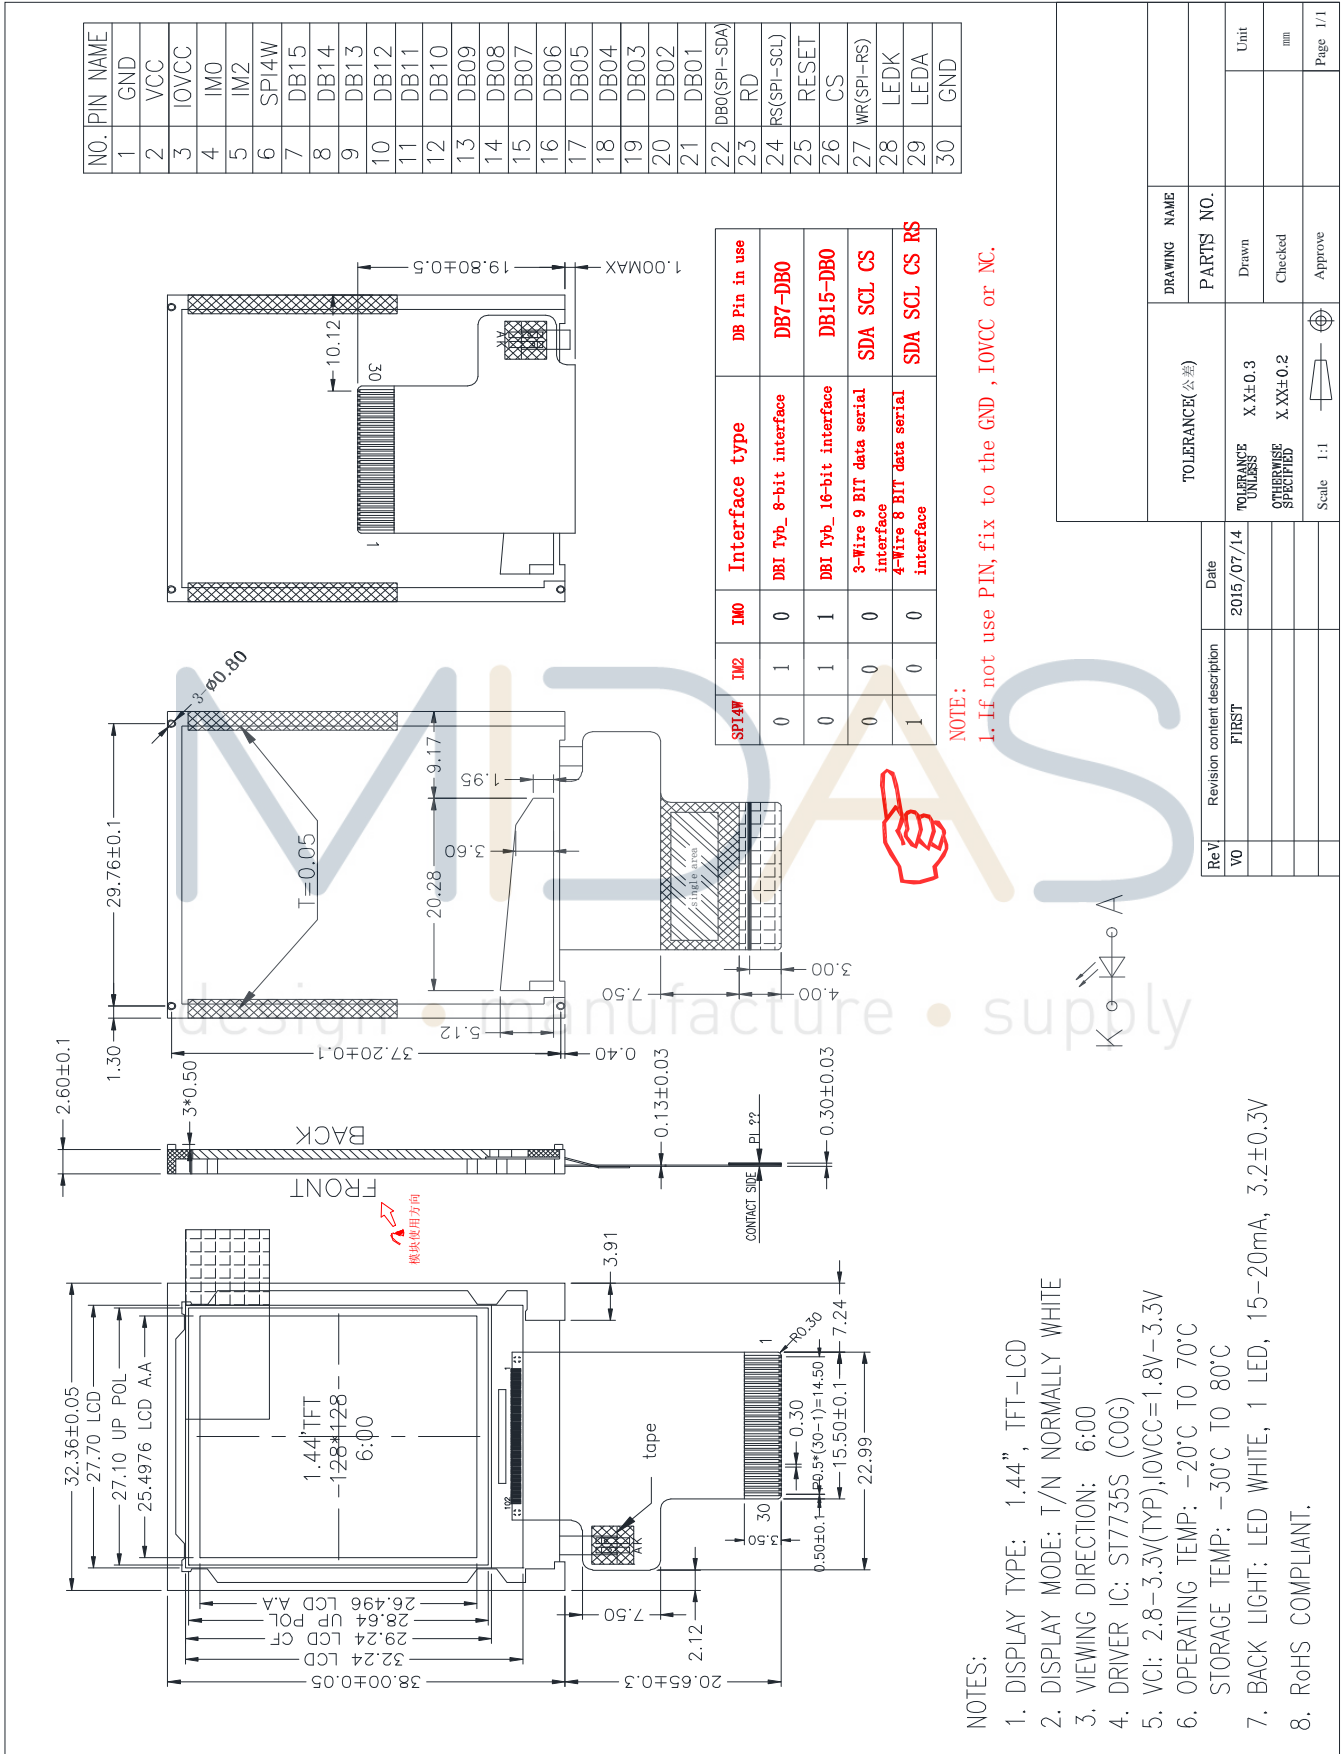 NO. PIN NAME
1 GND
2 VCC
3 IOVCC
4 IM0
5 IM2
6 SPI4W
7 DB15
8 DB14
9 DB13
10 DB12
11 DB11
12 DB10
13 DB09
14 DB08
15 DB07
16 DB06
17 DB05
18 DB04
19 DB03
20 DB02
21 DB01
22 DB0(SPI-SDA)
23 RD
24 RS(SPI-SCL)
25 RESET
26 CS
27 WR(SPI-RS)
28 LEDK
29 LEDA
30 GND
32.36±0.05
27.70 LCD
27.10 UP POL
25.4976 LCD A.A
1.44'TFT
128*128
6:00
26.496 LCD A.A
28.64 UP POL
29.24 LCD CF
32.24 LCD
38.00±0.05
20.65±0.3
102
1
3.91
7.24
tape
AK
7.50
2.12
30
1
R0.30
3.50
0.30
P0.5*(30-1)=14.50
0.50±0.1
15.50±0.1
22.99
2.60±0.1
3*0.50
BACK
FRONT
模块使用方向
0.13±0.03
PI ??
CONTACT SIDE
0.30±0.03
29.76±0.1
1.30
3-ø0.80
T=0.05
9.17
1.95
3.60
20.28
5.12
37.20±0.1
0.40
single area
7.50
3.00
4.00
19.80±0.5
1.00MAX
10.12
30
1
AK
SPI4W IM2 IM0 Interface type DB Pin in use
0 1 0 DBI Tyb_ 8-bit interface DB7-DB0
0 1 1 DBI Tyb_ 16-bit interface DB15-DB0
0 0 0 3-Wire 9 BIT data serial interface SDA SCL CS
1 0 0 4-Wire 8 BIT data serial interface SDA SCL CS RS
NOTE:
1.If not use PIN,fix to the GND ,IOVCC or NC.
K A
MIDAS
design • manufacture • supply
NOTES:
1. DISPLAY TYPE: 1.44", TFT-LCD
2. DISPLAY MODE: T/N NORMALLY WHITE
3. VIEWING DIRECTION: 6:00
4. DRIVER IC: ST7735S (COG)
5. VCI: 2.8-3.3V(TYP),IOVCC=1.8V-3.3V
6. OPERATING TEMP: -20°C TO 70°C
STORAGE TEMP: -30°C TO 80°C
7. BACK LIGHT: LED WHITE, 1 LED, 15-20mA, 3.2±0.3V
8. RoHS COMPLIANT.
Rev. Revision content description Date
V0 FIRST 2015/07/14
TOLERANCE(公差)
TOLERANCE UNLESS X.X±0.3
OTHERWISE SPECIFIED X.XX±0.2
Scale 1:1
DRAWING NAME
PARTS NO.
Drawn Unit
Checked mm
Approve Page 1/1